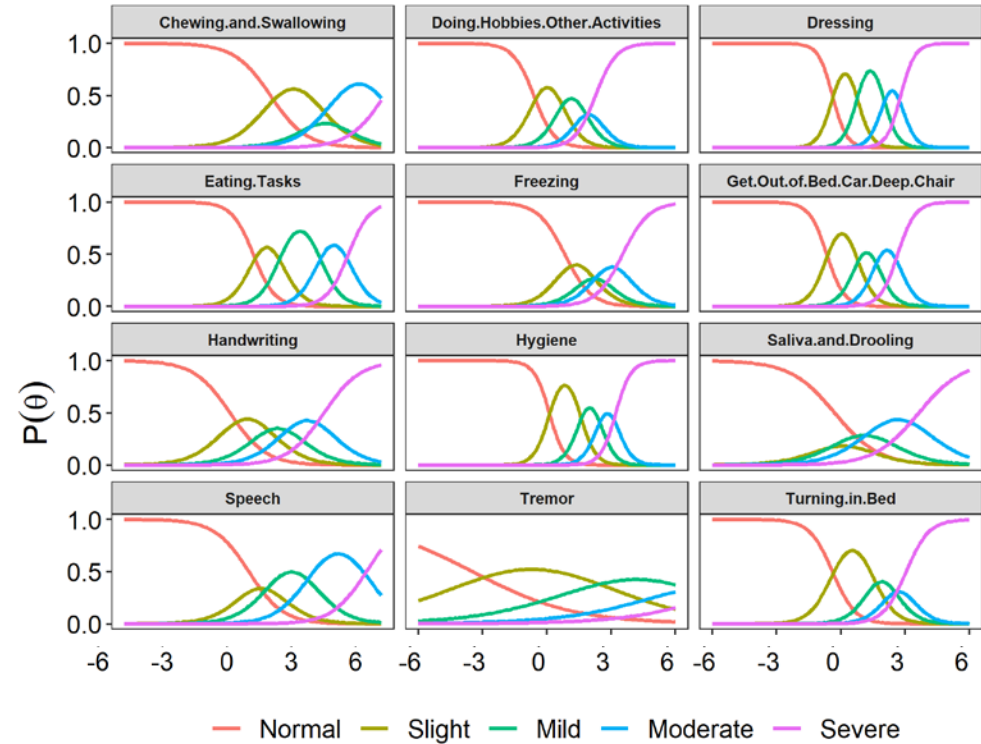 Chewing.and.Swallowing Doing.Hobbies.Other.Activities Dressing
1.0
0.5
0.0
Eating.Tasks Freezing Get.Out.of.Bed.Car.Deep.Chair
1.0
0.5
0.0
Handwriting Hygiene Saliva.and.Drooling
1.0
0.5
0.0
P(θ)
Speech Tremor Turning.in.Bed
1.0
0.5
0.0
-6 -3 0 3 6 -6 -3 0 3 6 -6 -3 0 3 6
Normal Slight Mild Moderate Severe